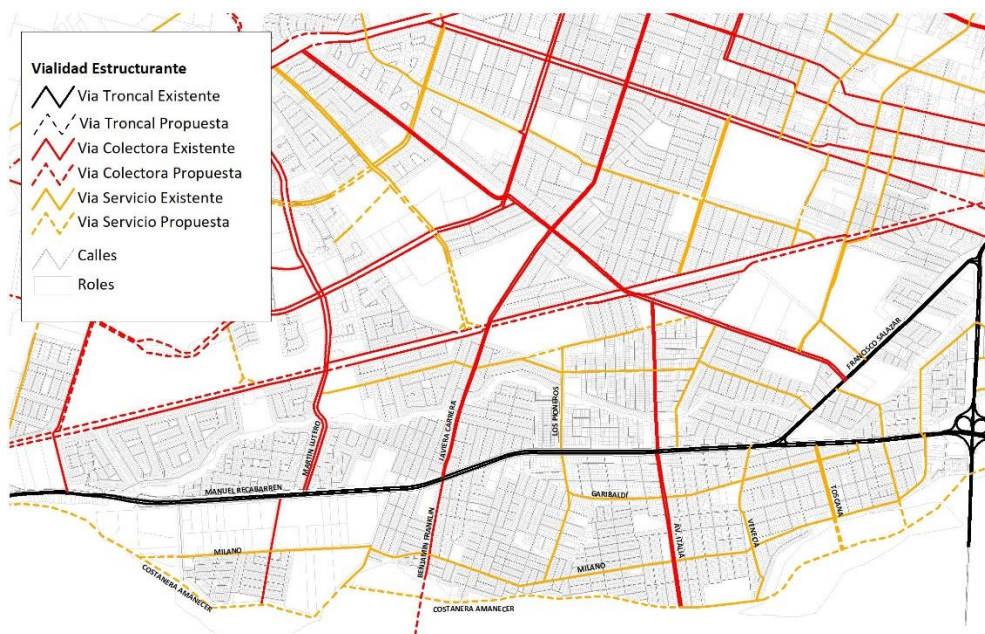 Vialidad Estructurante
Via Troncal Existente
Via Troncal Propuesta
Via Colectora Existente
Via Colectora Propuesta
Via Servicio Existente
Via Servicio Propuesta
Calles
Roles
FRANCISCO SALAZAR
LOS PIONEROS
JAVIERA CARRERA
MARTIN LUTERO
MANUEL RECABARREN
GARIBALDÍ
TOSCANA
VENECIA
AV. ITALIA
MILANO
MILANO
BENJAMIN FRANKLIN
COSTANERA AMANECER
COSTANERA AMANECER